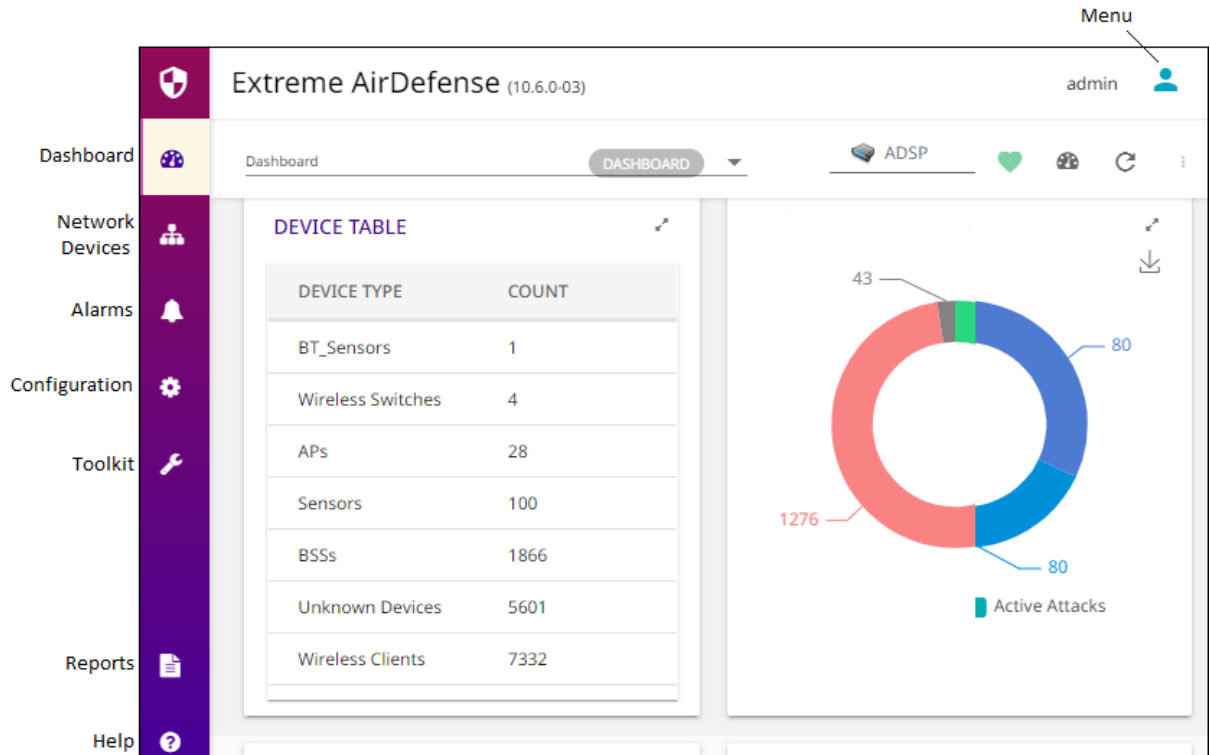 Menu
Extreme AirDefense (10.6.0-03)
admin
Dashboard
Dashboard
DASHBOARD
ADSP
Network
Devices
Alarms
Configuration
Toolkit
Reports
Help
DEVICE TABLE
DEVICE TYPE COUNT
BT_Sensors 1
Wireless Switches 4
APs 28
Sensors 100
BSSs 1866
Unknown Devices 5601
Wireless Clients 7332
43
80
1276
80
Active Attacks